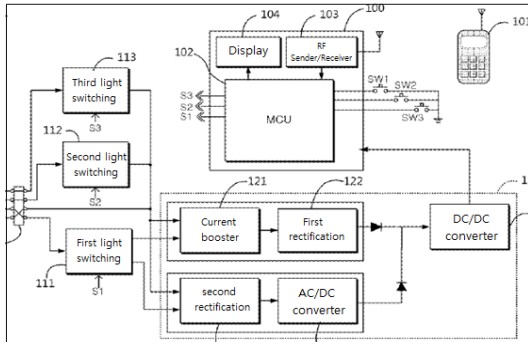 104
103
100
102
101
113
Display
RF
Sender/Receiver
Third light
switching
S3
S2
S1
SW1
SW2
SW3
MCU
S3
112
Second light
switching
S2
121
122
Current
booster
First
rectification
DC/DC
converter
First light
switching
111
S1
second
rectification
AC/DC
converter